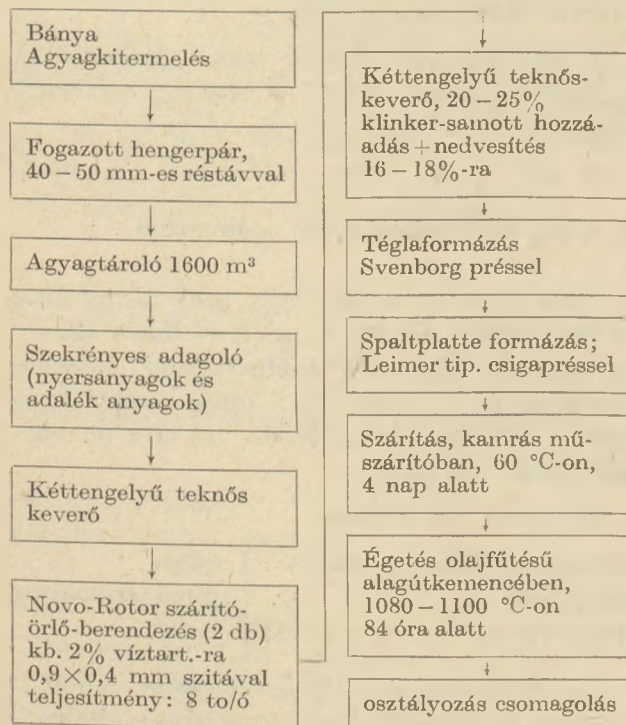 Bánya
Agyagkitermelés
Fogazott hengerpár,
40–50 mm-es réstávval
Agyagtároló 1600 m³
Szekrényes adagoló
(nyersanyagok és
adalék anyagok)
Kéttengelyű teknős
keverő
Novo-Rotor szárító-
örlő-berendezés (2 db)
kb. 2% víztart.-ra
0,9×0,4 mm szitával
teljesítmény: 8 to/ó
Kéttengelyű teknős-
keverő, 20–25%
klinker-samott hozzá-
adás+nedvesítés
16–18%-ra
Téglaformázás
Svenborg préssel
Spaltplatte formázás;
Leimer tip. csigapréssel
Szárítás, kamrás mű-
szárítóban, 60 °C-on,
4 nap alatt
Égetés olajfűtésű
alagútkemencében,
1080–1100 °C-on
84 óra alatt
osztályozás csomagolás